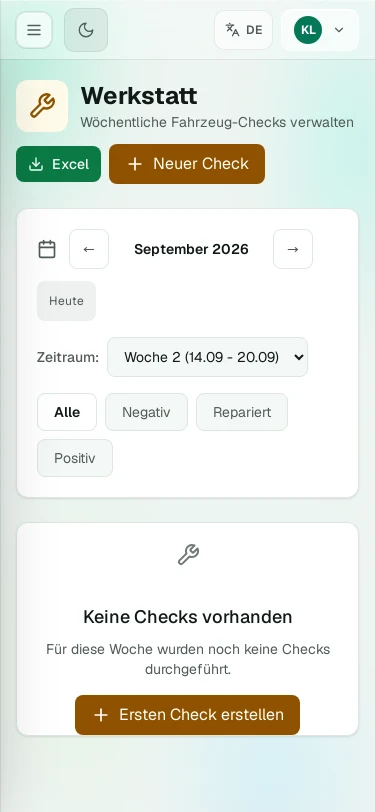 DE
KL
Werkstatt
Wöchentliche Fahrzeug-Checks verwalten
Excel
Neuer Check
←
September 2026
→
Heute
Zeitraum:
Woche 2 (14.09 - 20.09)
Alle
Negativ
Repariert
Positiv
Keine Checks vorhanden
Für diese Woche wurden noch keine Checks
durchgeführt.
Ersten Check erstellen